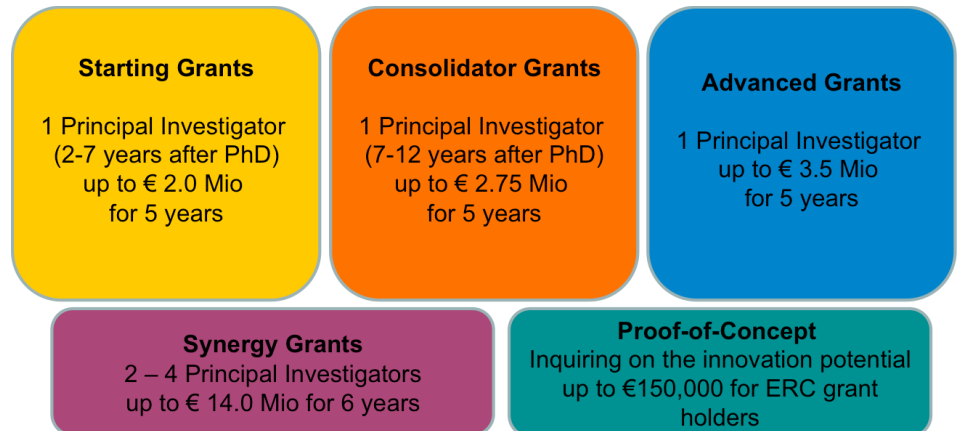 Starting Grants
1 Principal Investigator
(2-7 years after PhD)
up to € 2.0 Mio
for 5 years
Consolidator Grants
1 Principal Investigator
(7-12 years after PhD)
up to € 2.75 Mio
for 5 years
Advanced Grants
1 Principal Investigator
up to € 3.5 Mio
for 5 years
Synergy Grants
2 – 4 Principal Investigators
up to € 14.0 Mio for 6 years
Proof-of-Concept
Inquiring on the innovation potential
up to €150,000 for ERC grant
holders